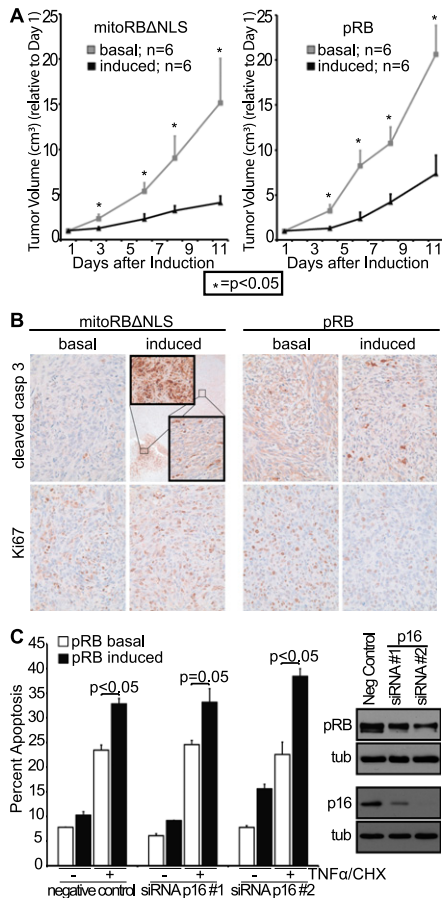 A
mitoRBΔNLS
pRB
Tumor Volume (cm³) (relative to Day 1)
25
20
15
10
5
0
basal; n=6
induced; n=6
*
*
*
*
1 3 5 7 9 11
Days after Induction
Tumor Volume (cm³) (relative to Day 1)
25
20
15
10
5
0
basal; n=6
induced; n=6
*
*
*
*
1 3 5 7 9 11
Days after Induction
*=p<0.05
B
mitoRBΔNLS
pRB
basal induced basal induced
cleaved casp 3
Ki67
C
pRB basal
pRB induced
Percent Apoptosis
45
40
35
30
25
20
15
10
5
0
p<0.05
p=0.05
p<0.05
- + - + - + TNFα/CHX
negative control siRNA p16 #1 siRNA p16 #2
Neg Control
p16
siRNA#1
siRNA#2
pRB
tub
p16
tub